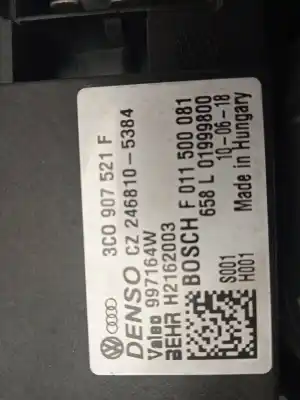 3C0 907 521 F
DENSO CZ 246810-5384
Valeo 997164W
BEHR H2162003
BOSCH F 011 500 081
658 L 01999800
10-06-18
Made in Hungary
S001
H001